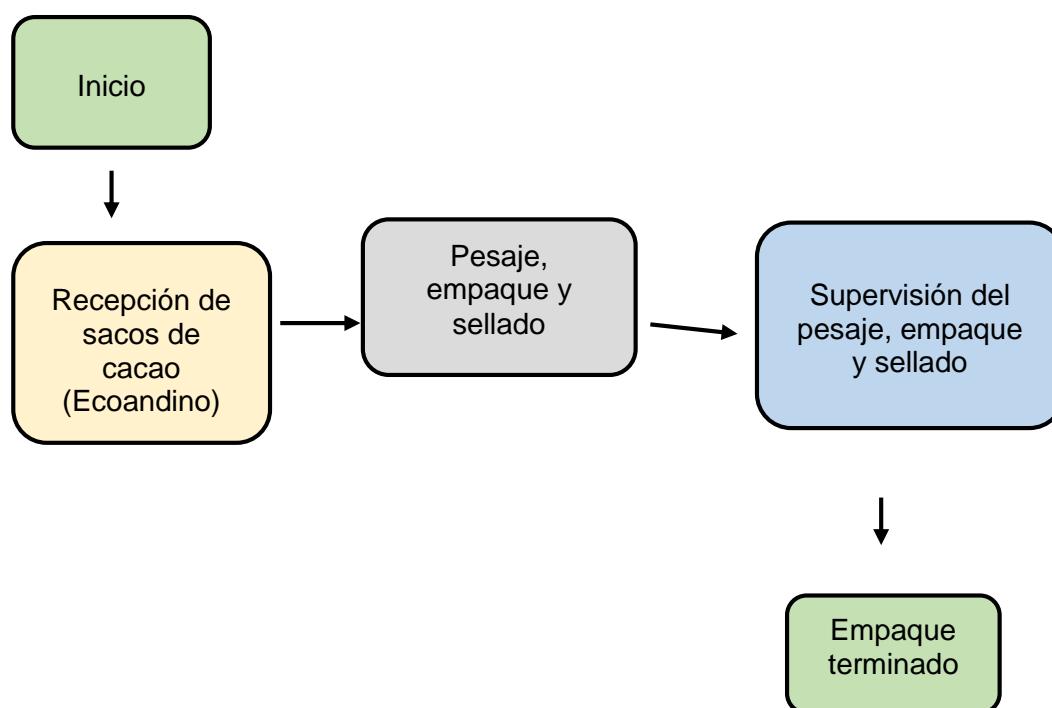 Inicio
Recepción de
sacos de
cacao
(Ecoandino)
Pesaje,
empaque y
sellado
Supervisión del
pesaje, empaque
y sellado
Empaque
terminado